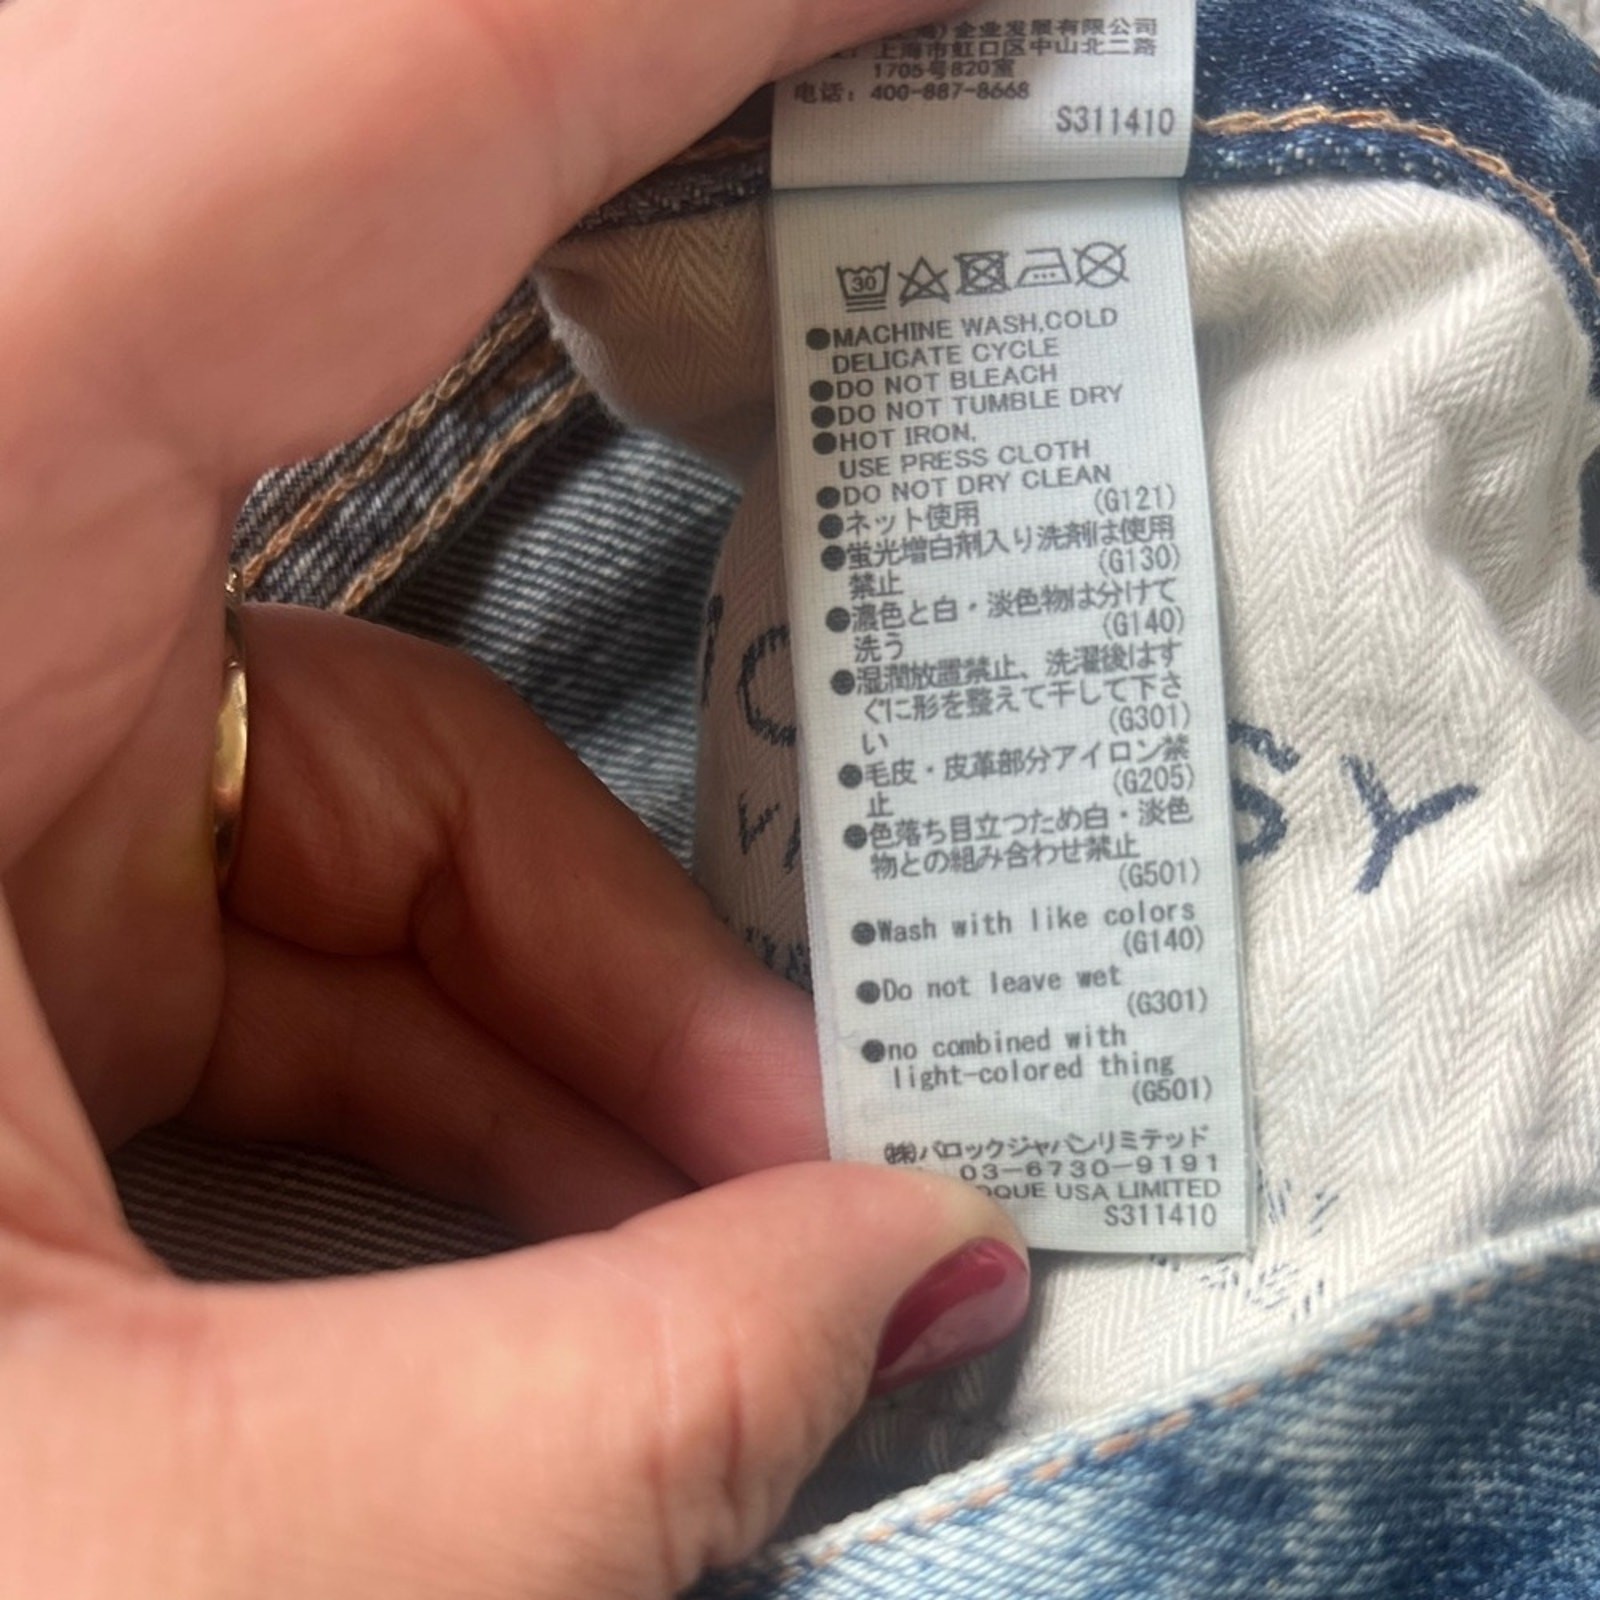 企业发展有限公司
上海市虹口区中山北二路
1705号820室
电话：400-887-8668
S311410
30
●MACHINE WASH,COLD
DELICATE CYCLE
●DO NOT BLEACH
●DO NOT TUMBLE DRY
●HOT IRON,
USE PRESS CLOTH
●DO NOT DRY CLEAN
(G121)
●ネット使用
●蛍光増白剤入り洗剤は使用
(G130)
禁止
●濃色と白・淡色物は分けて
(G140)
洗う
●湿潤放置禁止、洗濯後はす
ぐに形を整えて干して下さ
(G301)
い
●毛皮・皮革部分アイロン禁
(G205)
止
●色落ち目立つため白・淡色
物との組み合わせ禁止
(G501)
●Wash with like colors
(G140)
●Do not leave wet
(G301)
●no combined with
light-colored thing
(G501)
㈱バロックジャパンリミテッド
03-6730-9191
OQUE USA LIMITED
S311410
SY